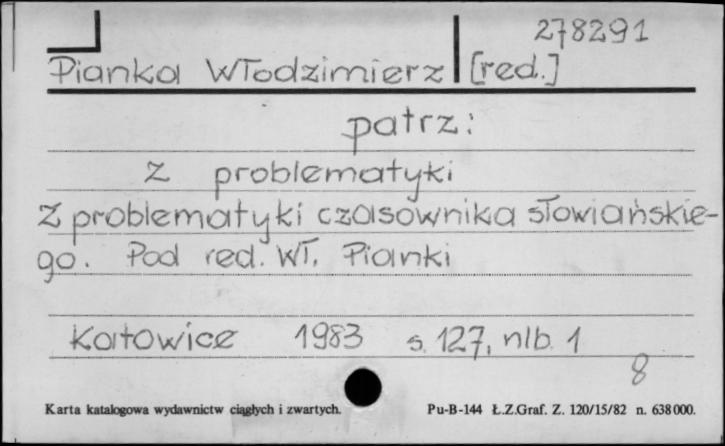 278291
Pianka Włodzimierz [red.]
patrz:
Z problematyki
Z problematyki czasownika słowiańskie-
go. Pod red. Wł. Pianki
Katowice 1983 s. 127, nlb. 1
8
Karta katalogowa wydawnictw ciągłych i zwartych. Pu-B-144 Ł.Z.Graf. Z. 120/15/82 n. 638000.